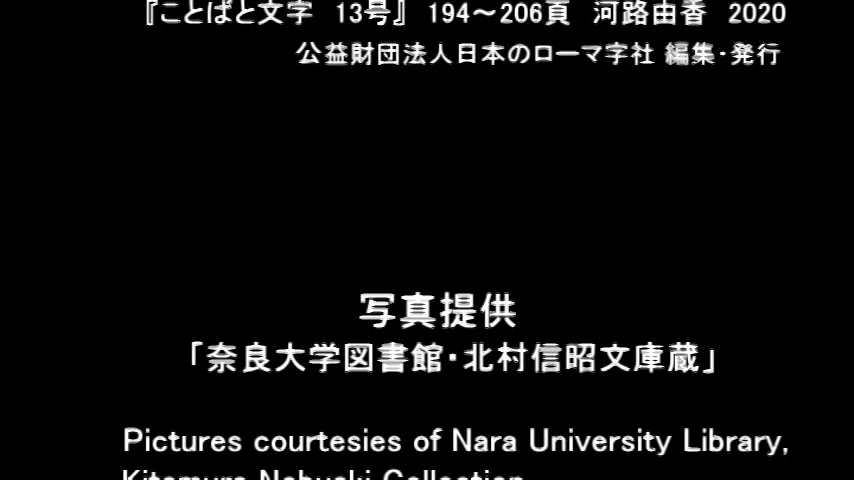 『ことばと文字　13号』 194～206頁　河路由香　2020
公益財団法人日本のローマ字社 編集・発行
写真提供
「奈良大学図書館・北村信昭文庫蔵」
Pictures courtesies of Nara University Library,
Kitamura Nobuaki Collection